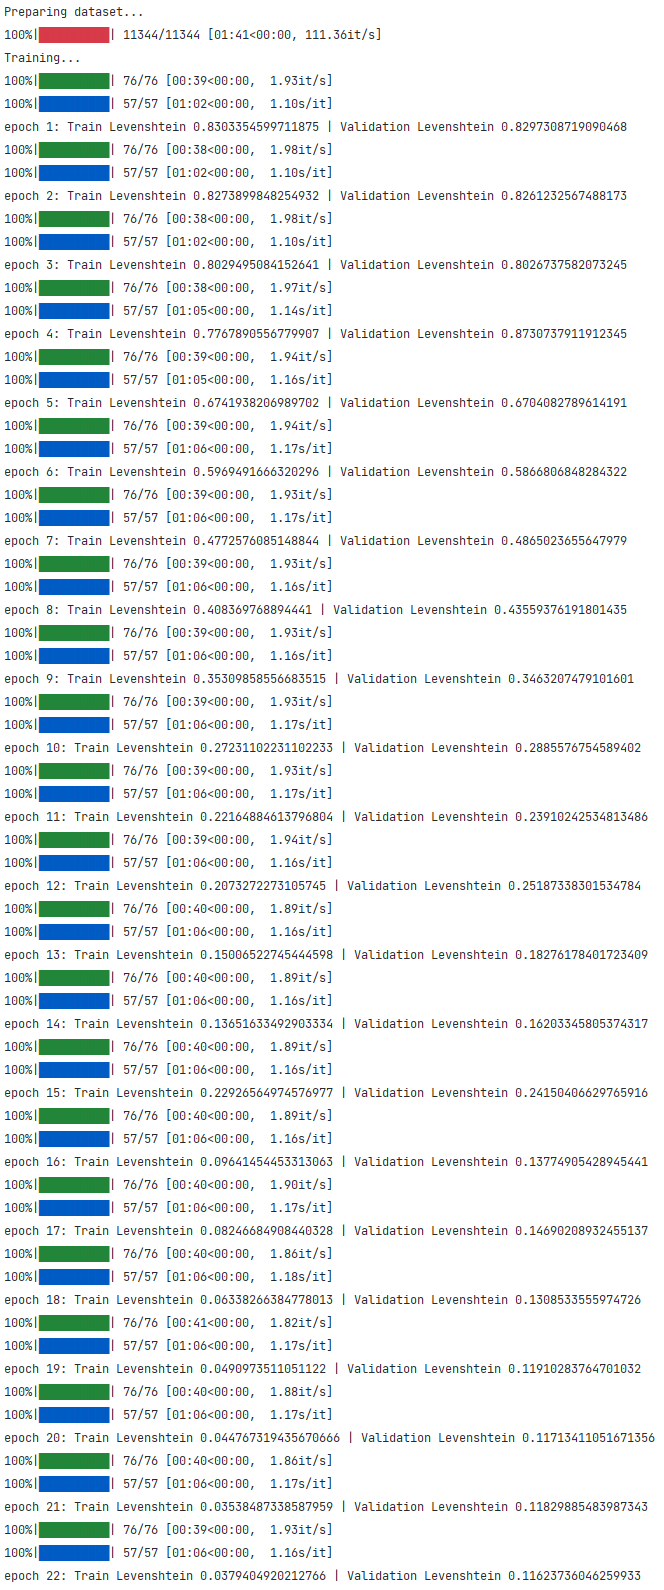 Preparing dataset...
100%|██████████| 11344/11344 [01:41<00:00, 111.36it/s]
Training...
100%|██████████| 76/76 [00:39<00:00,  1.93it/s]
100%|██████████| 57/57 [01:02<00:00,  1.10s/it]
epoch 1: Train Levenshtein 0.8303354599711875 | Validation Levenshtein 0.8297308719090468
100%|██████████| 76/76 [00:38<00:00,  1.98it/s]
100%|██████████| 57/57 [01:02<00:00,  1.10s/it]
epoch 2: Train Levenshtein 0.8273899848254932 | Validation Levenshtein 0.8261232567488173
100%|██████████| 76/76 [00:38<00:00,  1.98it/s]
100%|██████████| 57/57 [01:02<00:00,  1.10s/it]
epoch 3: Train Levenshtein 0.8029495084152641 | Validation Levenshtein 0.8026737582073245
100%|██████████| 76/76 [00:38<00:00,  1.97it/s]
100%|██████████| 57/57 [01:05<00:00,  1.14s/it]
epoch 4: Train Levenshtein 0.7767890556779907 | Validation Levenshtein 0.8730737911912345
100%|██████████| 76/76 [00:39<00:00,  1.94it/s]
100%|██████████| 57/57 [01:05<00:00,  1.16s/it]
epoch 5: Train Levenshtein 0.6741938206989702 | Validation Levenshtein 0.6704082789614191
100%|██████████| 76/76 [00:39<00:00,  1.94it/s]
100%|██████████| 57/57 [01:06<00:00,  1.17s/it]
epoch 6: Train Levenshtein 0.5969491666320296 | Validation Levenshtein 0.5866806848284322
100%|██████████| 76/76 [00:39<00:00,  1.93it/s]
100%|██████████| 57/57 [01:06<00:00,  1.17s/it]
epoch 7: Train Levenshtein 0.4772576085148844 | Validation Levenshtein 0.4865023655647979
100%|██████████| 76/76 [00:39<00:00,  1.93it/s]
100%|██████████| 57/57 [01:06<00:00,  1.16s/it]
epoch 8: Train Levenshtein 0.408369768894441 | Validation Levenshtein 0.43559376191801435
100%|██████████| 76/76 [00:39<00:00,  1.93it/s]
100%|██████████| 57/57 [01:06<00:00,  1.16s/it]
epoch 9: Train Levenshtein 0.35309858556683515 | Validation Levenshtein 0.3463207479101601
100%|██████████| 76/76 [00:39<00:00,  1.93it/s]
100%|██████████| 57/57 [01:06<00:00,  1.17s/it]
epoch 10: Train Levenshtein 0.27231102231102233 | Validation Levenshtein 0.2885576754589402
100%|██████████| 76/76 [00:39<00:00,  1.93it/s]
100%|██████████| 57/57 [01:06<00:00,  1.17s/it]
epoch 11: Train Levenshtein 0.22164884613796804 | Validation Levenshtein 0.23910242534813486
100%|██████████| 76/76 [00:39<00:00,  1.94it/s]
100%|██████████| 57/57 [01:06<00:00,  1.16s/it]
epoch 12: Train Levenshtein 0.2073272273105745 | Validation Levenshtein 0.25187338301534784
100%|██████████| 76/76 [00:40<00:00,  1.89it/s]
100%|██████████| 57/57 [01:06<00:00,  1.16s/it]
epoch 13: Train Levenshtein 0.15006522745444598 | Validation Levenshtein 0.18276178401723409
100%|██████████| 76/76 [00:40<00:00,  1.89it/s]
100%|██████████| 57/57 [01:06<00:00,  1.16s/it]
epoch 14: Train Levenshtein 0.13651633492903334 | Validation Levenshtein 0.16203345805374317
100%|██████████| 76/76 [00:40<00:00,  1.89it/s]
100%|██████████| 57/57 [01:06<00:00,  1.16s/it]
epoch 15: Train Levenshtein 0.22926564974576977 | Validation Levenshtein 0.24150406629765916
100%|██████████| 76/76 [00:40<00:00,  1.89it/s]
100%|██████████| 57/57 [01:06<00:00,  1.16s/it]
epoch 16: Train Levenshtein 0.09641454453313063 | Validation Levenshtein 0.13774905428945441
100%|██████████| 76/76 [00:40<00:00,  1.90it/s]
100%|██████████| 57/57 [01:06<00:00,  1.17s/it]
epoch 17: Train Levenshtein 0.08246684908440328 | Validation Levenshtein 0.14690208932455137
100%|██████████| 76/76 [00:40<00:00,  1.86it/s]
100%|██████████| 57/57 [01:06<00:00,  1.18s/it]
epoch 18: Train Levenshtein 0.06338266384778013 | Validation Levenshtein 0.1308533555974726
100%|██████████| 76/76 [00:41<00:00,  1.82it/s]
100%|██████████| 57/57 [01:06<00:00,  1.17s/it]
epoch 19: Train Levenshtein 0.0490973511051122 | Validation Levenshtein 0.11910283764701032
100%|██████████| 76/76 [00:40<00:00,  1.88it/s]
100%|██████████| 57/57 [01:06<00:00,  1.17s/it]
epoch 20: Train Levenshtein 0.044767319435670666 | Validation Levenshtein 0.11713411051671356
100%|██████████| 76/76 [00:40<00:00,  1.86it/s]
100%|██████████| 57/57 [01:06<00:00,  1.17s/it]
epoch 21: Train Levenshtein 0.03538487338587959 | Validation Levenshtein 0.11829885483987343
100%|██████████| 76/76 [00:39<00:00,  1.93it/s]
100%|██████████| 57/57 [01:06<00:00,  1.16s/it]
epoch 22: Train Levenshtein 0.0379404920212766 | Validation Levenshtein 0.11623736046259933